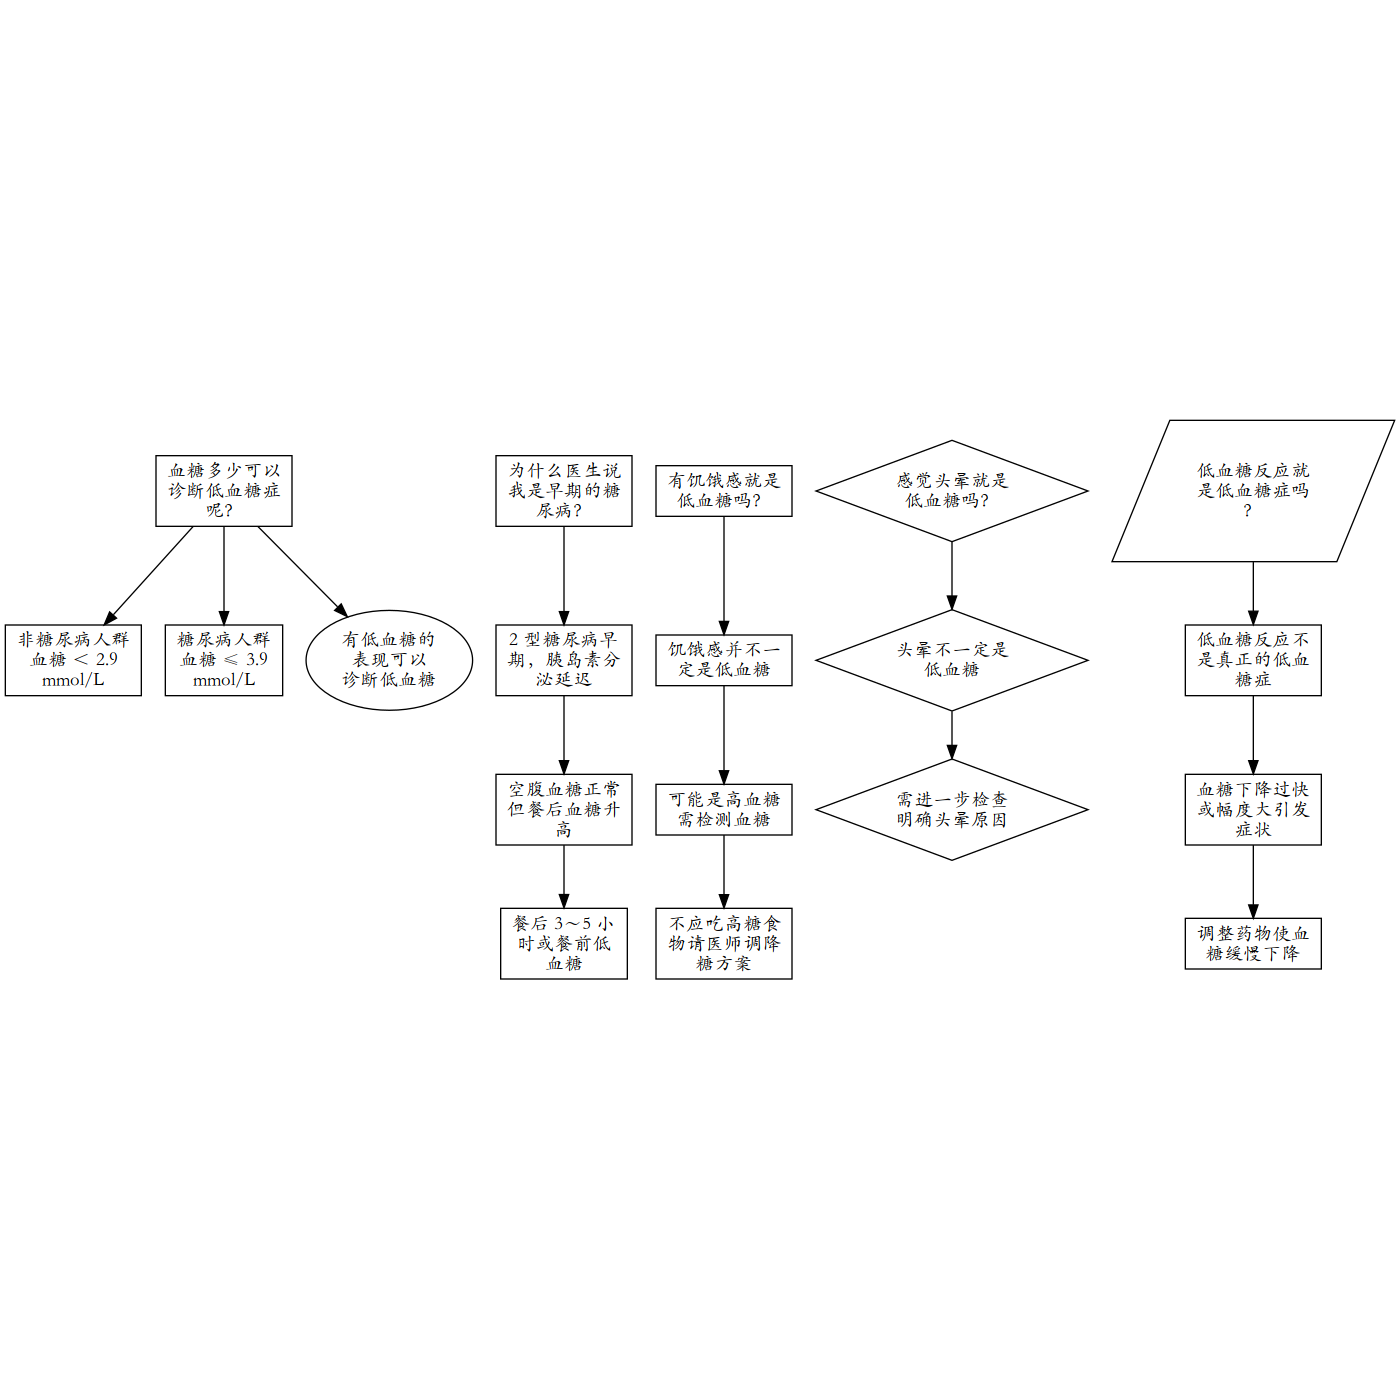 血糖多少可以
诊断低血糖症
呢？
非糖尿病人群
血糖 < 2.9
mmol/L
糖尿病人群
血糖 ⩽ 3.9
mmol/L
有低血糖的
表现可以
诊断低血糖
为什么医生说
我是早期的糖
尿病？
2 型糖尿病早
期，胰岛素分
泌延迟
空腹血糖正常
但餐后血糖升
高
餐后 3～5 小
时或餐前低
血糖
有饥饿感就是
低血糖吗？
饥饿感并不一
定是低血糖
可能是高血糖
需检测血糖
不应吃高糖食
物请医师调降
糖方案
感觉头晕就是
低血糖吗？
头晕不一定是
低血糖
需进一步检查
明确头晕原因
低血糖反应就
是低血糖症吗
？
低血糖反应不
是真正的低血
糖症
血糖下降过快
或幅度大引发
症状
调整药物使血
糖缓慢下降